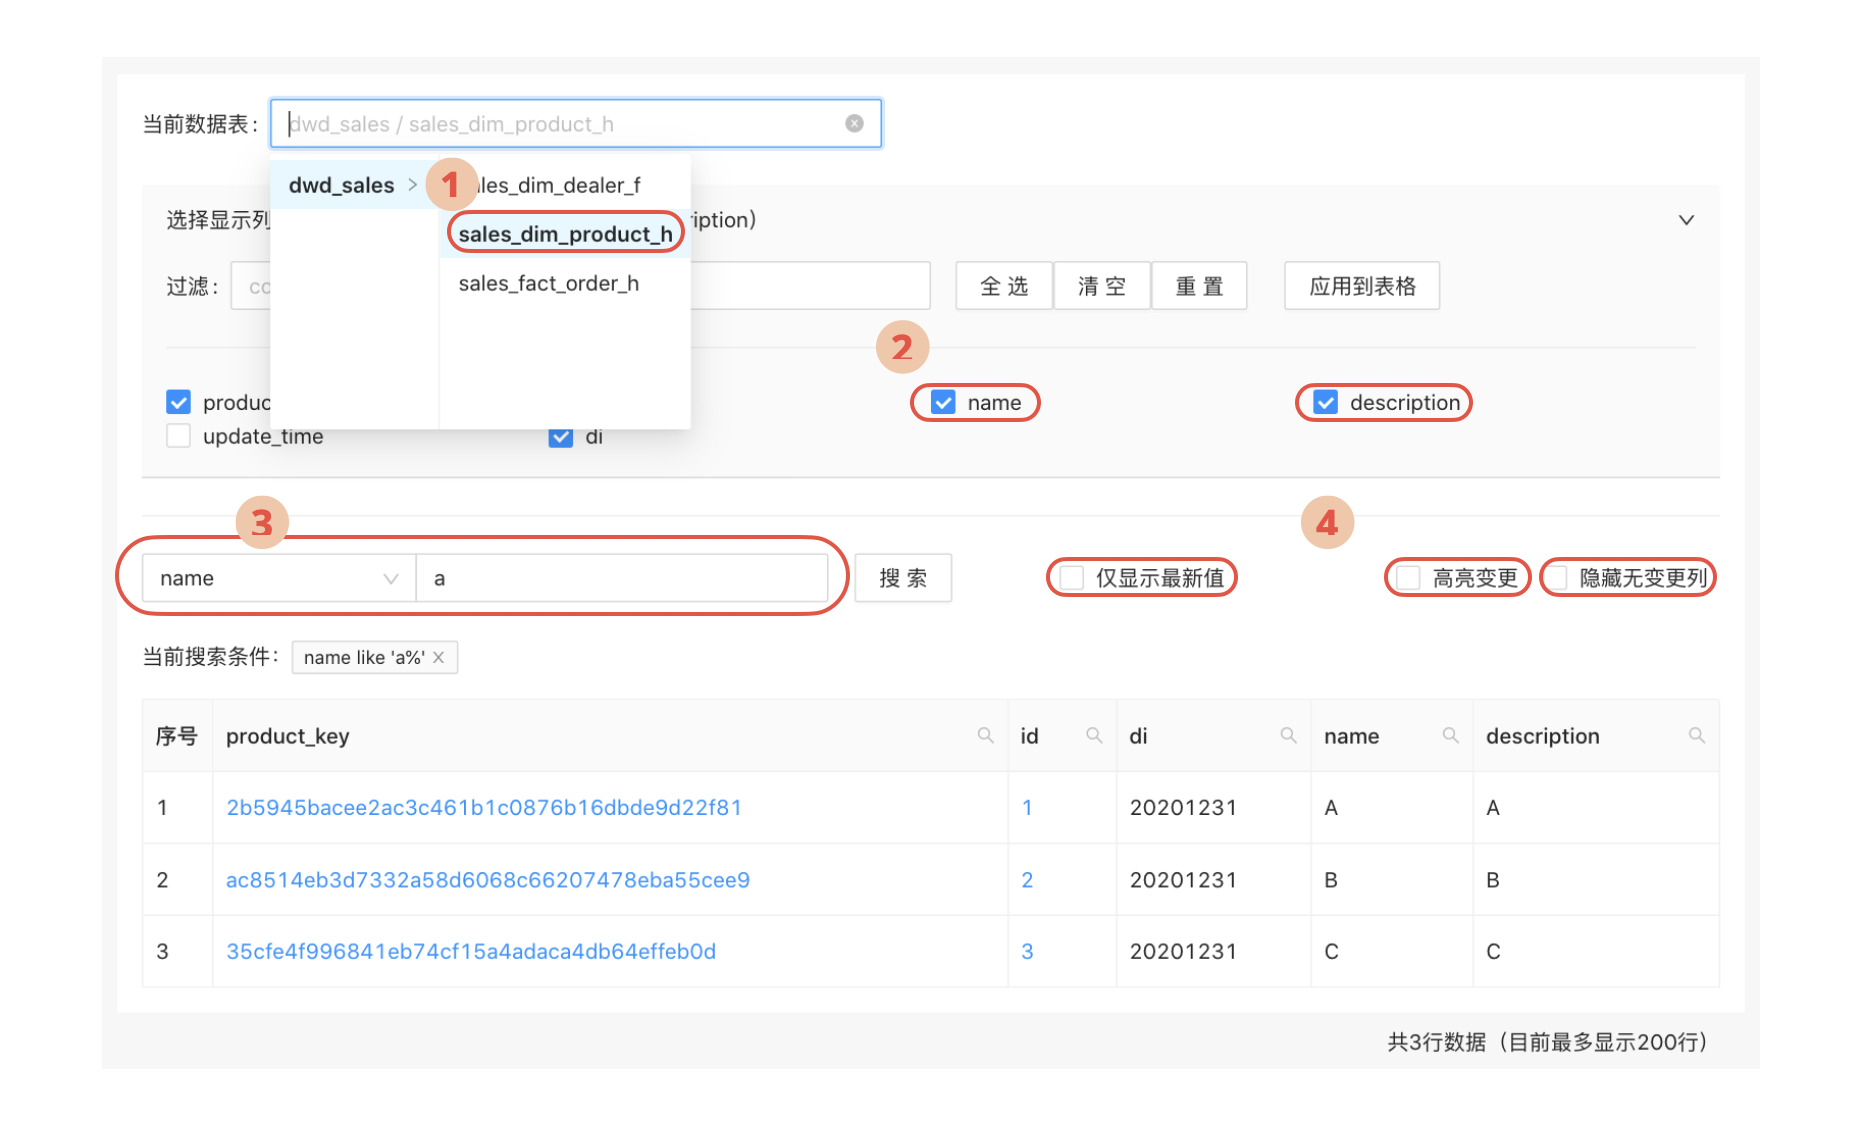 当前数据表： dwd_sales / sales_dim_product_h
dwd_sales > 1 les_dim_dealer_f
选择显示列 iption)
sales_dim_product_h
sales_fact_order_h
过滤： co 全 选 清 空 重 置 应用到表格
2
produc name description
update_time di
3 4
name a 搜 索 仅显示最新值 高亮变更 隐藏无变更列
当前搜索条件： name like 'a%' ×
序号 product_key id di name description
1 2b5945bacee2ac3c461b1c0876b16dbde9d22f81 1 20201231 A A
2 ac8514eb3d7332a58d6068c66207478eba55cee9 2 20201231 B B
3 35cfe4f996841eb74cf15a4adaca4db64effeb0d 3 20201231 C C
共3行数据（目前最多显示200行）